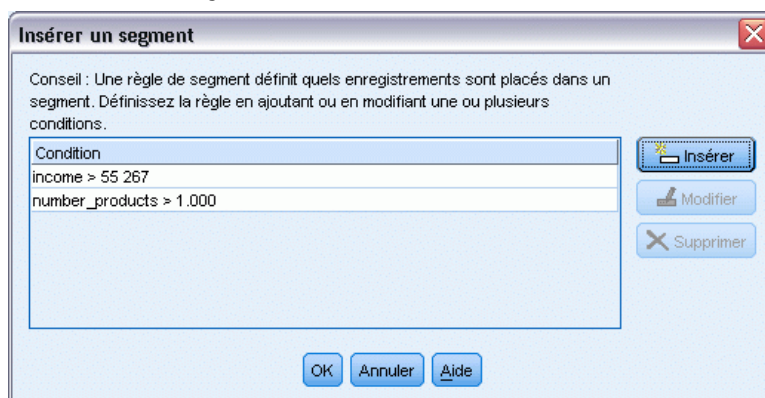 Insérer un segment
Conseil : Une règle de segment définit quels enregistrements sont placés dans un
segment. Définissez la règle en ajoutant ou en modifiant une ou plusieurs
conditions.
Condition
income > 55 267
number_products > 1.000
Insérer
Modifier
Supprimer
OK
Annuler
Aide